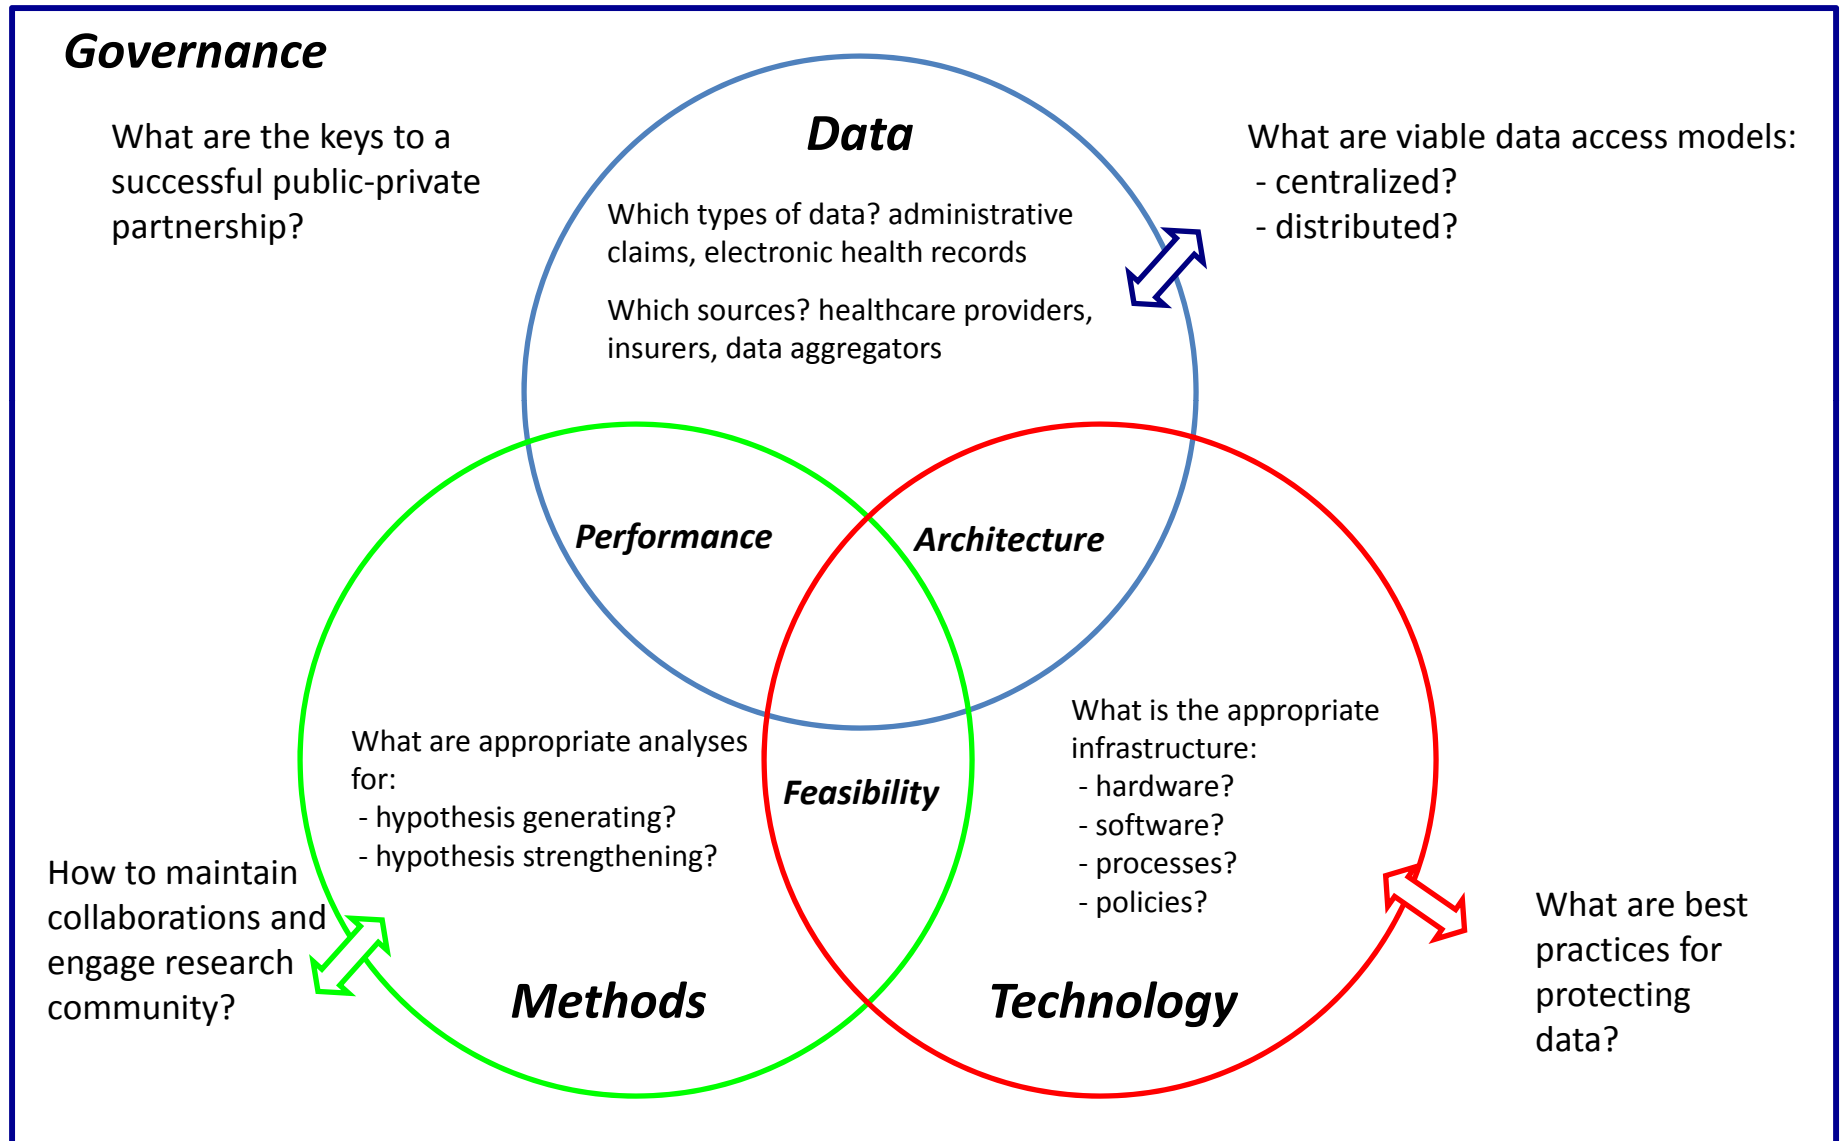 Governance
What are the keys to a
successful public-private
partnership?
Data
Which types of data? administrative
claims, electronic health records
Which sources? healthcare providers,
insurers, data aggregators
What are viable data access models:
- centralized?
- distributed?
Performance
Architecture
Feasibility
What are appropriate analyses
for:
- hypothesis generating?
- hypothesis strengthening?
Methods
What is the appropriate
infrastructure:
- hardware?
- software?
- processes?
- policies?
Technology
How to maintain
collaborations and
engage research
community?
What are best
practices for
protecting
data?